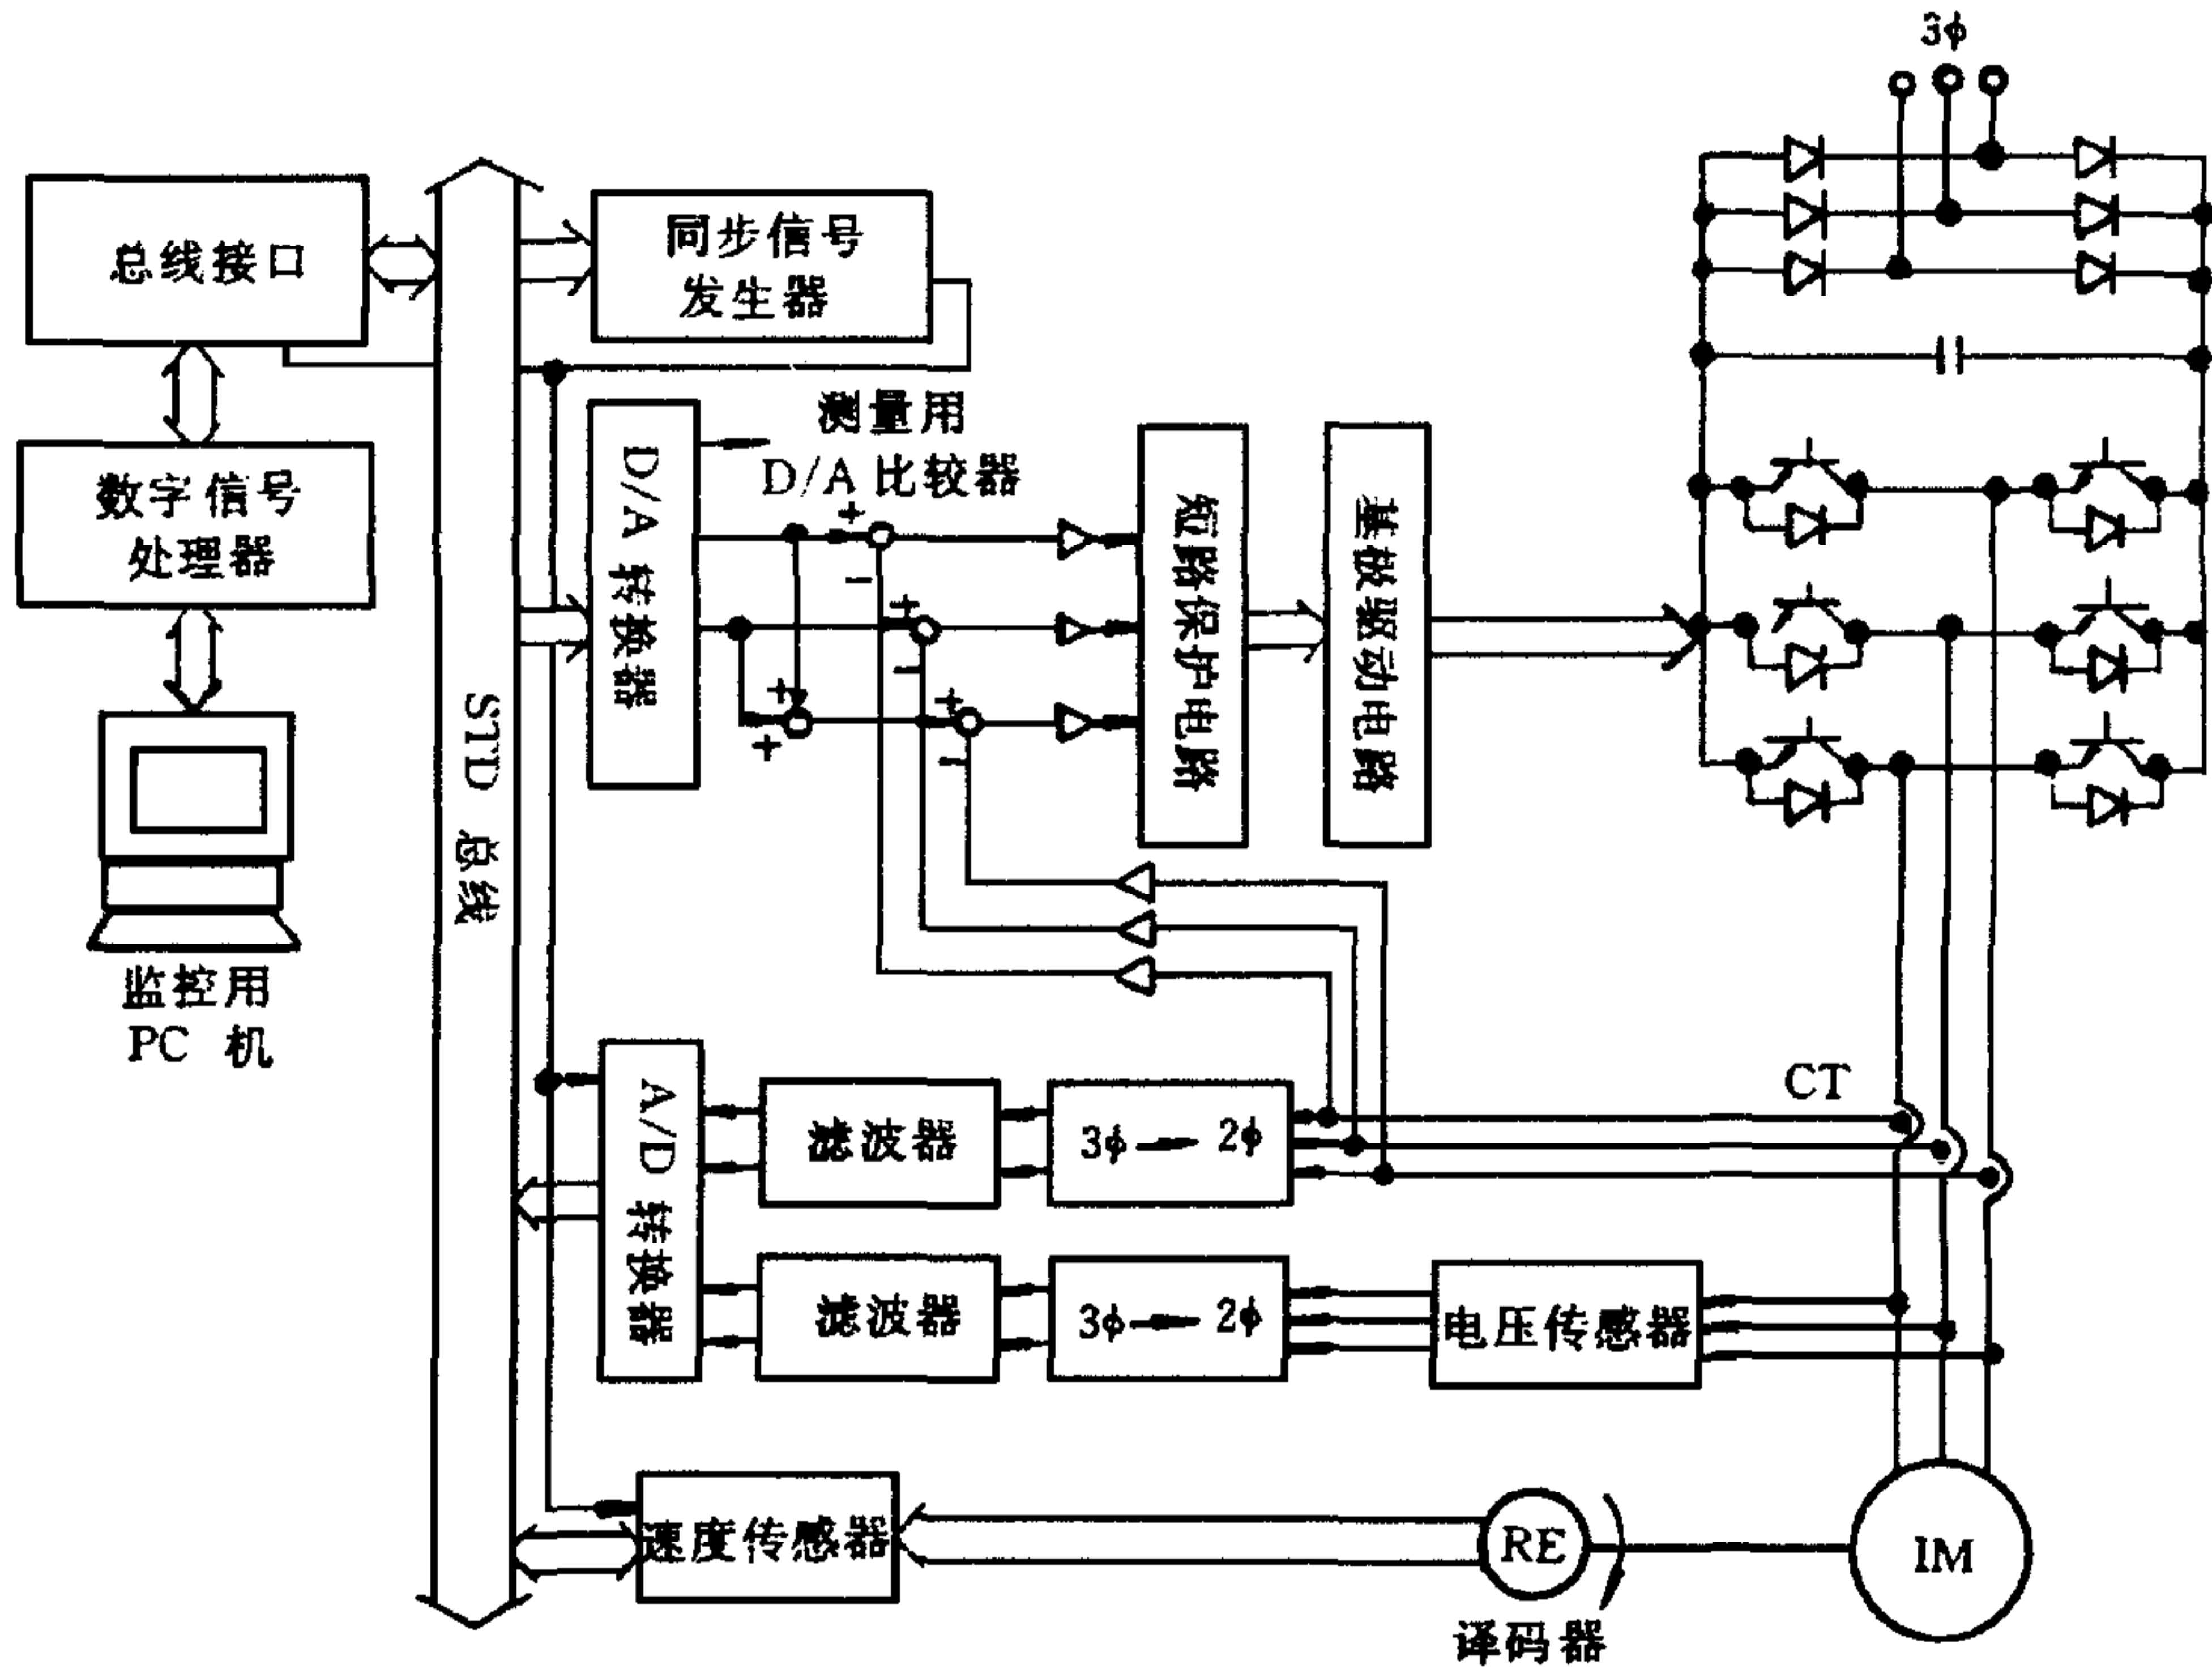 3φ
总线接口
同步信号
发生器
测量用
D/A 比较器
数字信号
处理器
D/A 转换器
短路保护电路
基极驱动电路
+
−
+
−
+
+
+
−
STD 总线
监控用
PC 机
CT
A/D 转换器
滤波器
3φ → 2φ
滤波器
3φ → 2φ
电压传感器
速度传感器
RE
IM
译码器